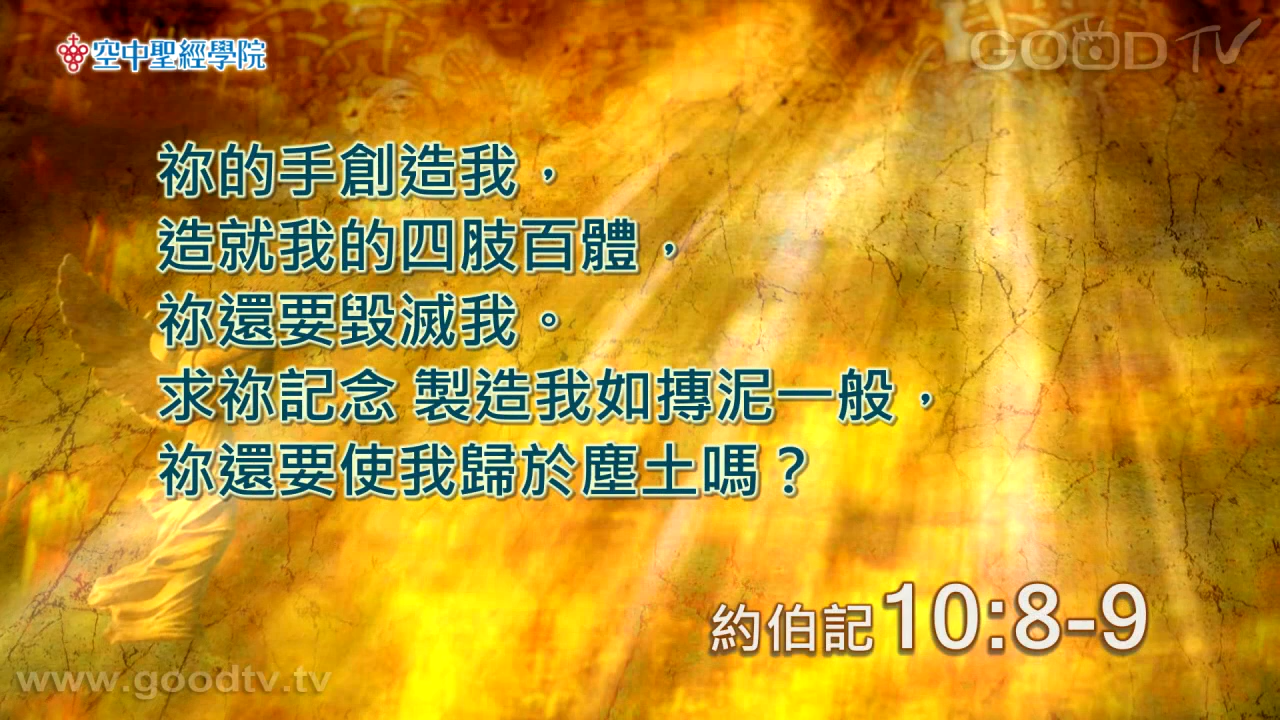 空中聖經學院
GOOD TV
祢的手創造我，
造就我的四肢百體，
祢還要毀滅我。
求祢記念 製造我如摶泥一般，
祢還要使我歸於塵土嗎？
約伯記10:8-9
www.goodtv.tv